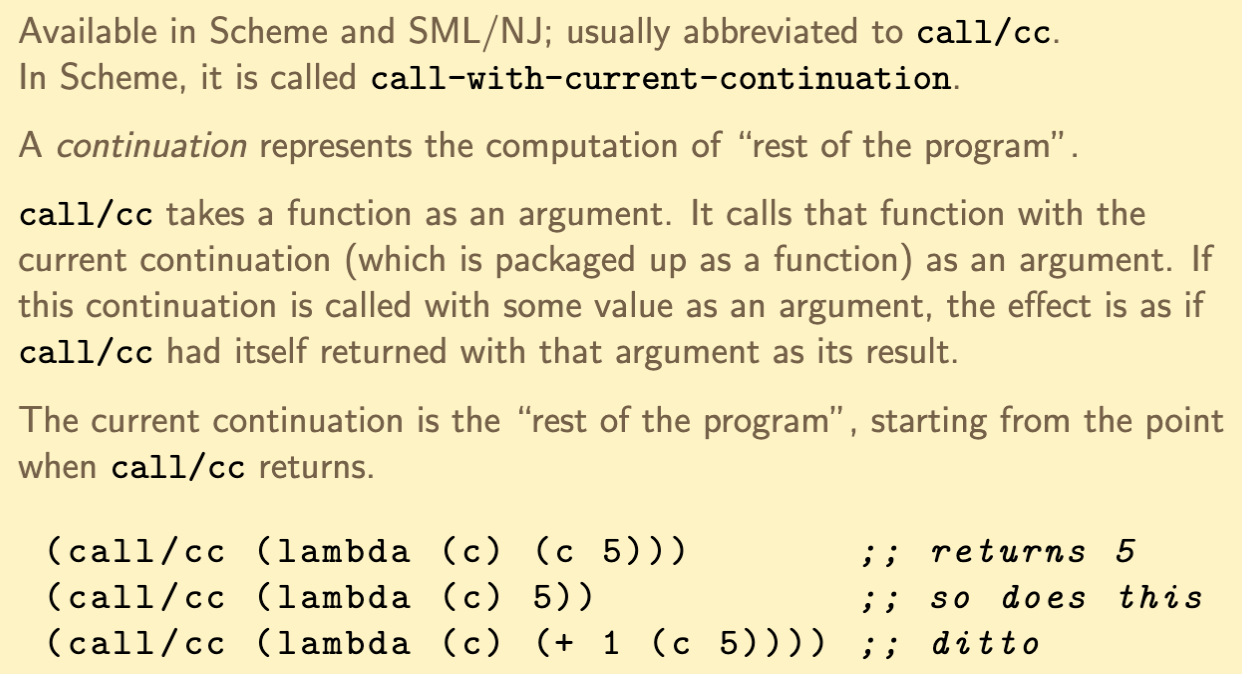 Available in Scheme and SML/NJ; usually abbreviated to call/cc.
In Scheme, it is called call-with-current-continuation.
A continuation represents the computation of “rest of the program”.
call/cc takes a function as an argument. It calls that function with the
current continuation (which is packaged up as a function) as an argument. If
this continuation is called with some value as an argument, the effect is as if
call/cc had itself returned with that argument as its result.
The current continuation is the “rest of the program”, starting from the point
when call/cc returns.
(call/cc (lambda (c) (c 5))) ;; returns 5
(call/cc (lambda (c) 5)) ;; so does this
(call/cc (lambda (c) (+ 1 (c 5)))) ;; ditto